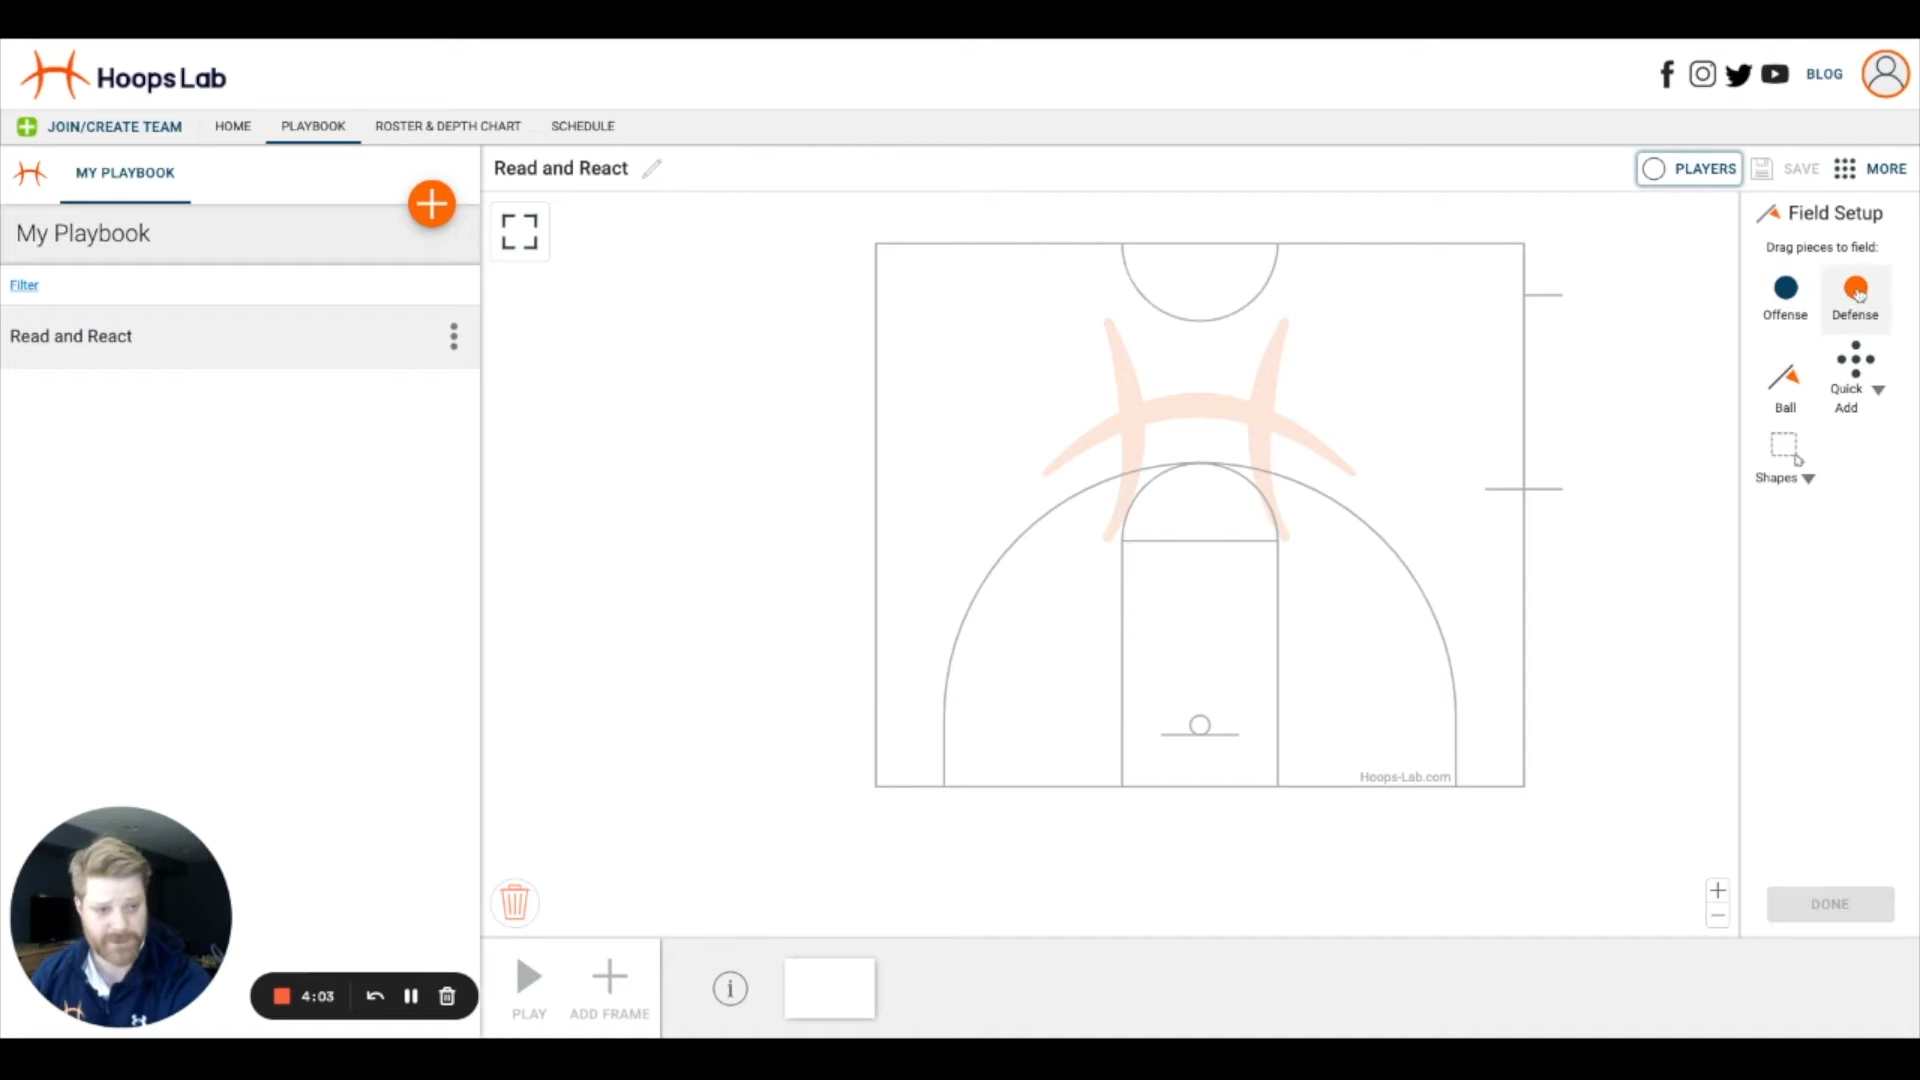 Hoops Lab
BLOG
JOIN/CREATE TEAM
HOME
PLAYBOOK
ROSTER & DEPTH CHART
SCHEDULE
MY PLAYBOOK
Read and React
PLAYERS
SAVE
MORE
My Playbook
Filter
Read and React
Field Setup
Drag pieces to field:
Offense
Defense
Ball
Quick
Add
Shapes
Hoops-Lab.com
DONE
4:03
PLAY
ADD FRAME